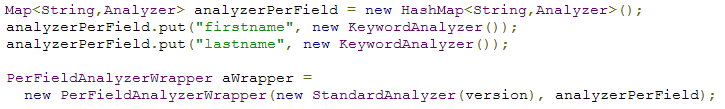 Map<String,Analyzer> analyzerPerField = new HashMap<String,Analyzer>();
analyzerPerField.put("firstname", new KeywordAnalyzer());
analyzerPerField.put("lastname", new KeywordAnalyzer());
PerFieldAnalyzerWrapper aWrapper =
new PerFieldAnalyzerWrapper(new StandardAnalyzer(version), analyzerPerField);